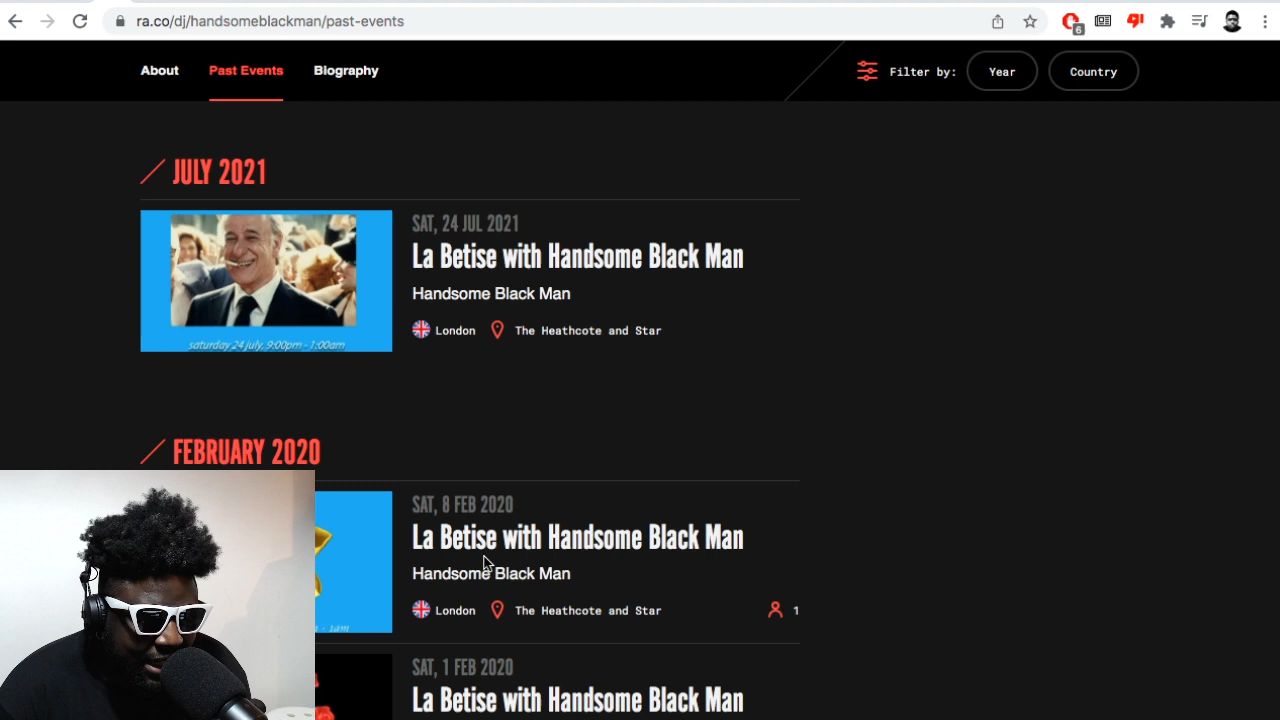 ra.co/dj/handsomeblackman/past-events
6
About Past Events Biography
Filter by: Year Country
JULY 2021
SAT, 24 JUL 2021
La Betise with Handsome Black Man
Handsome Black Man
London The Heathcote and Star
saturday 24 july, 9:00pm - 1:00am
FEBRUARY 2020
SAT, 8 FEB 2020
La Betise with Handsome Black Man
Handsome Black Man
London The Heathcote and Star 1
- 1am
SAT, 1 FEB 2020
La Betise with Handsome Black Man